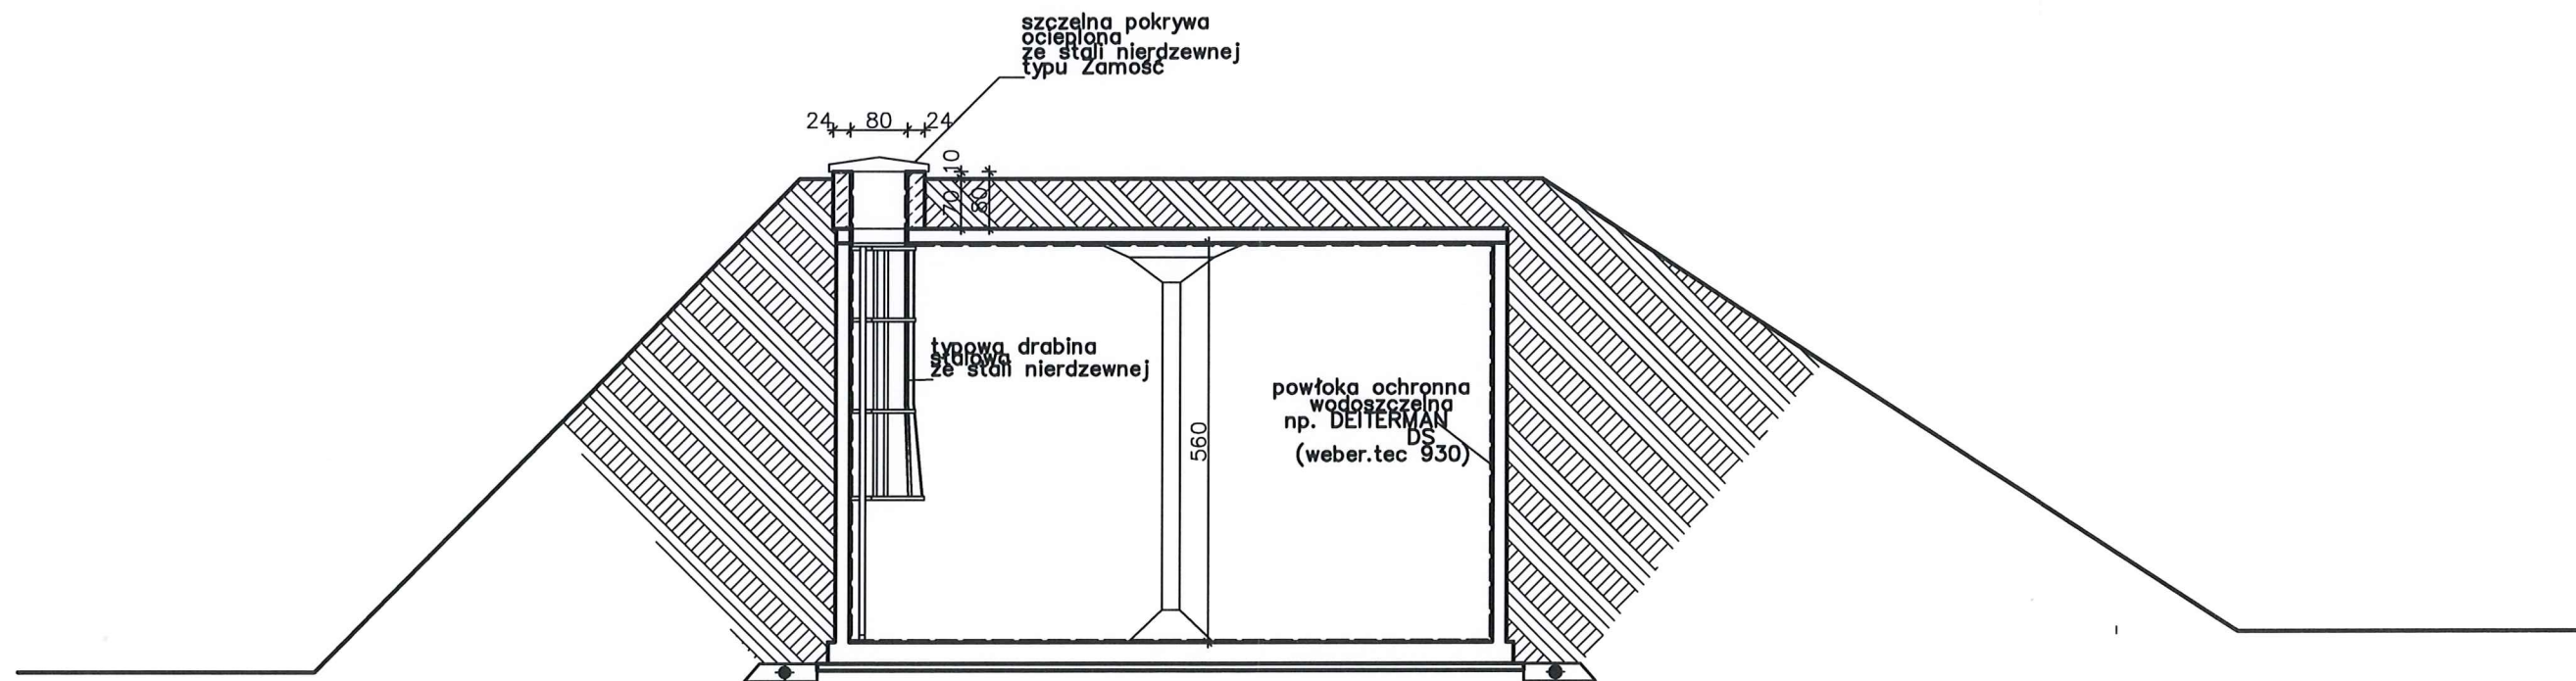 szczelna pokrywa
ocieplona
ze stali nierdzewnej
typu Zamość
24 80 24
10
70
80
typowa drabina
stalowa
ze stali nierdzewnej
powłoka ochronna
wodoszczelna
np. DEITERMAN
DS
(weber.tec 930)
560